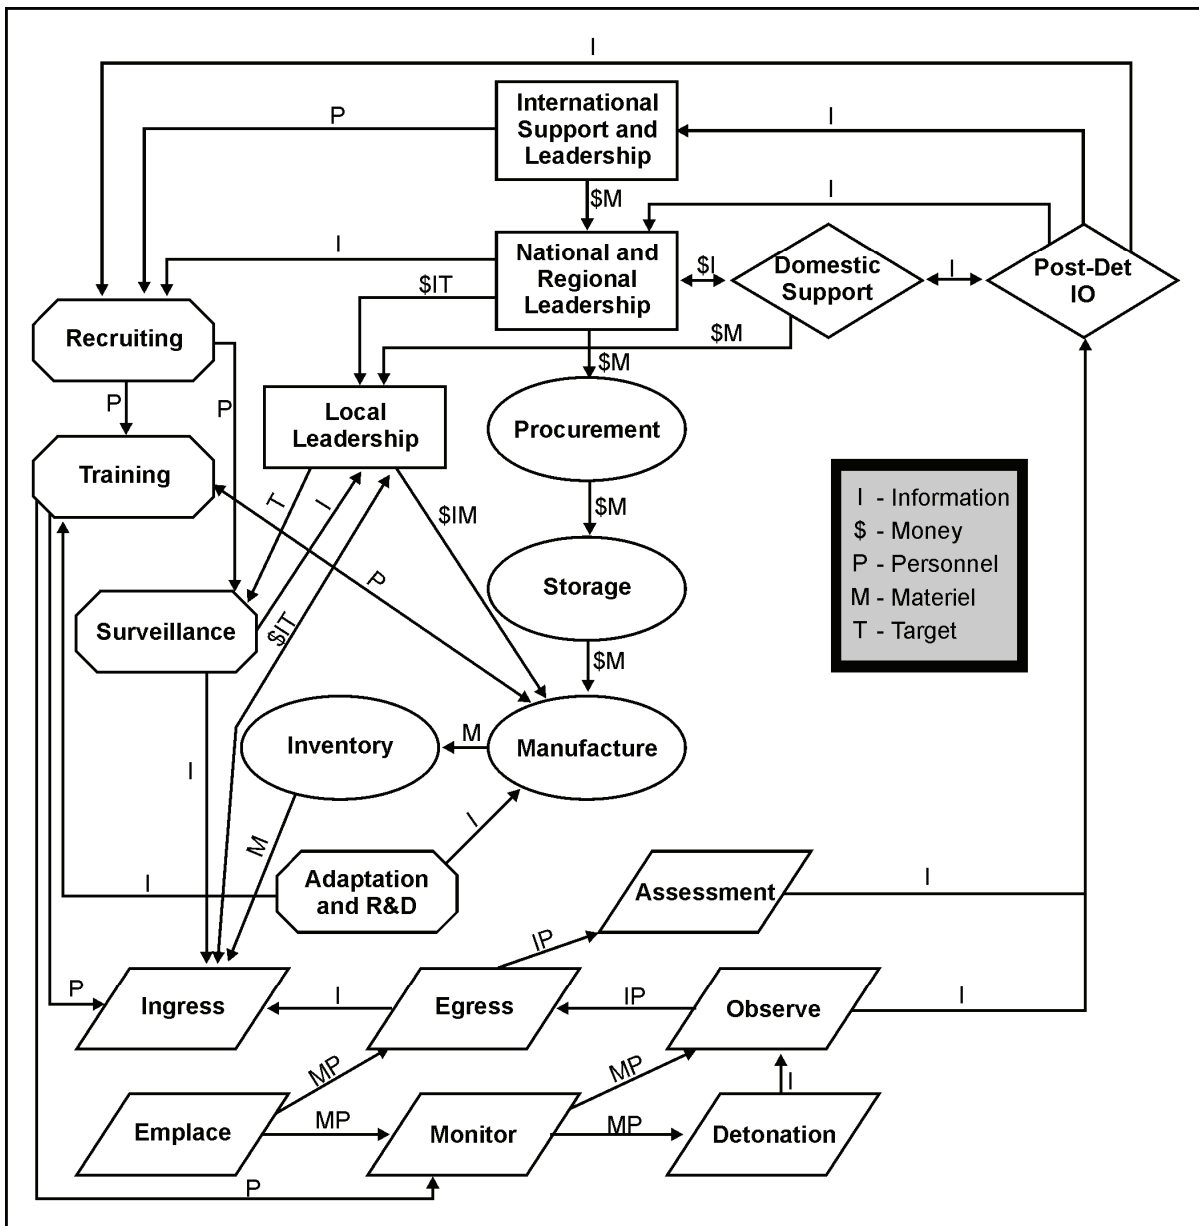 I
International
Support and
Leadership
P
I
$M
I
National and
Regional
Leadership
I
$IT
$I
Domestic
Support
I
Post-Det
IO
$M
$M
Recruiting
P
P
Local
Leadership
Procurement
Training
T
I
$IM
$M
P
Storage
I - Information
$ - Money
P - Personnel
M - Materiel
T - Target
Surveillance
$IT
$M
Inventory
M
Manufacture
I
M
I
I
Adaptation
and R&D
Assessment
I
IP
P
Ingress
I
Egress
IP
Observe
I
MP
MP
I
Emplace
MP
Monitor
MP
Detonation
P